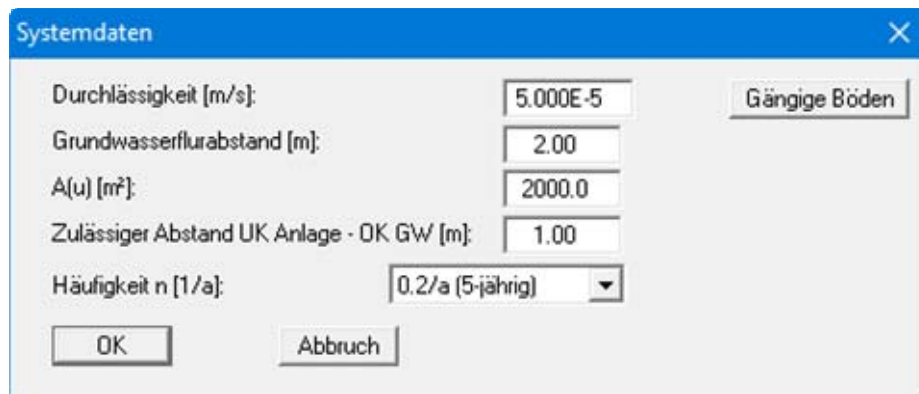 Systemdaten
Durchlässigkeit [m/s]: 5.000E-5 Gängige Böden
Grundwasserflurabstand [m]: 2.00
A(u) [m²]: 2000.0
Zulässiger Abstand UK Anlage - OK GW [m]: 1.00
Häufigkeit n [1/a]: 0.2/a (5-jährig)
OK Abbruch